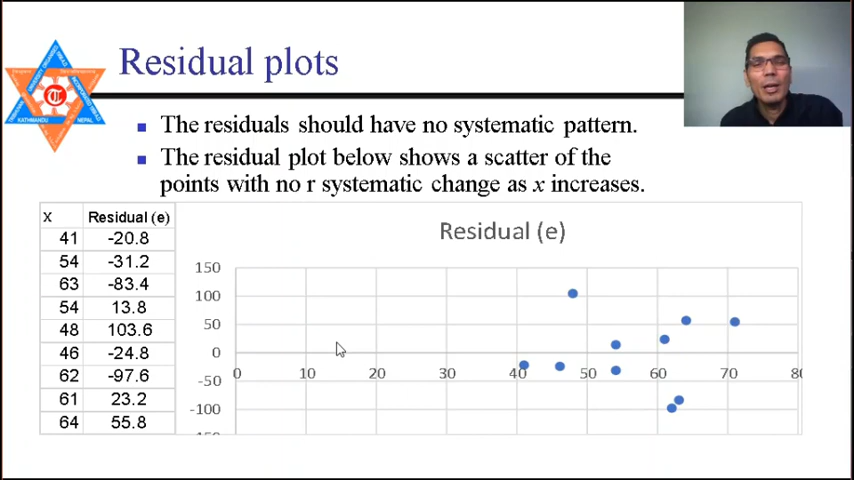 Residual plots
The residuals should have no systematic pattern.
The residual plot below shows a scatter of the
points with no r systematic change as x increases.
x Residual (e)
41 -20.8
54 -31.2
63 -83.4
54 13.8
48 103.6
46 -24.8
62 -97.6
61 23.2
64 55.8
Residual (e)
150
100
50
0
-50
-100
-150
0 10 20 30 40 50 60 70 80
KATHMANDU
NEPAL